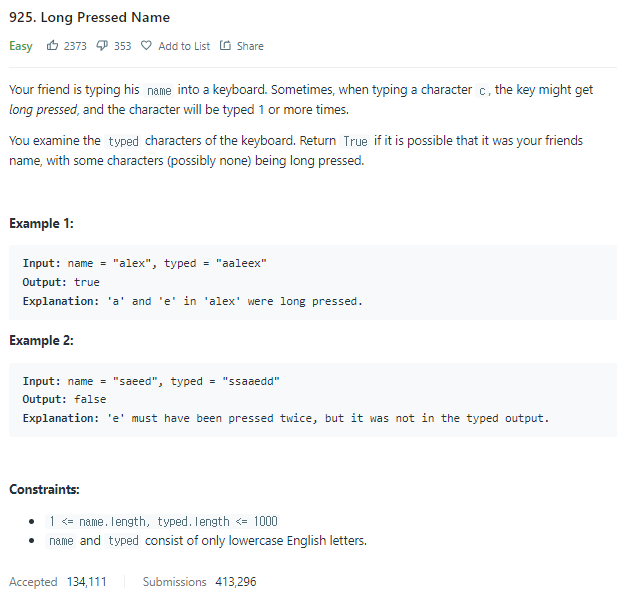 925. Long Pressed Name
Easy 2373 353 Add to List Share
Your friend is typing his name into a keyboard. Sometimes, when typing a character c, the key might get
long pressed, and the character will be typed 1 or more times.
You examine the typed characters of the keyboard. Return True if it is possible that it was your friends
name, with some characters (possibly none) being long pressed.
Example 1:
Input: name = "alex", typed = "aaleex"
Output: true
Explanation: 'a' and 'e' in 'alex' were long pressed.
Example 2:
Input: name = "saeed", typed = "ssaaedd"
Output: false
Explanation: 'e' must have been pressed twice, but it was not in the typed output.
Constraints:
• 1 <= name.length, typed.length <= 1000
• name and typed consist of only lowercase English letters.
Accepted 134,111 Submissions 413,296